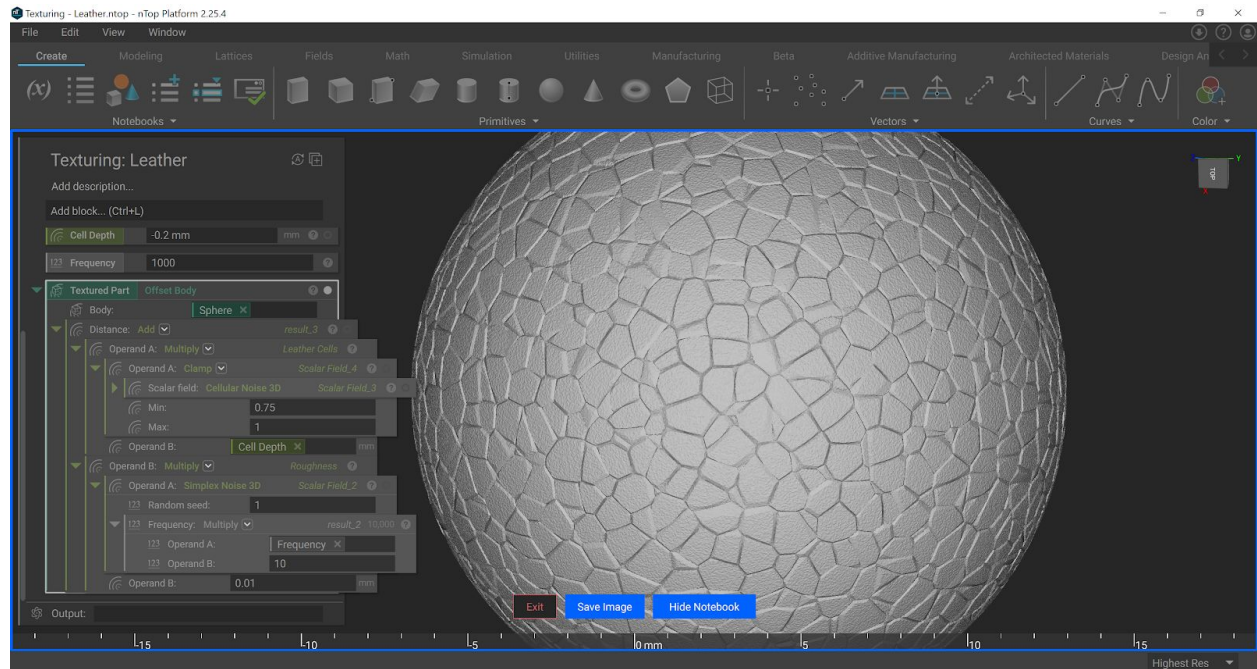 Texturing - Leather.ntop - nTop Platform 2.25.4
File Edit View Window
Create Modeling Lattices Fields Math Simulation Utilities Manufacturing Beta Additive Manufacturing Architected Materials Design An
Notebooks Primitives Vectors Curves Color
Texturing: Leather
Add description...
Add block... (Ctrl+L)
Cell Depth -0.2 mm mm
123 Frequency 1000
Textured Part Offset Body
Body: Sphere
Distance: Add result_3
Operand A: Multiply Leather Cells
Operand A: Clamp Scalar Field_4
Scalar field: Cellular Noise 3D Scalar Field_3
Min: 0.75
Max: 1
Operand B: Cell Depth mm
Operand B: Multiply Roughness
Operand A: Simplex Noise 3D Scalar Field_2
123 Random seed: 1
123 Frequency: Multiply result_2 10,000
123 Operand A: Frequency
123 Operand B: 10
Operand B: 0.01 mm
Output:
Exit Save Image Hide Notebook
-15 -10 -5 0 mm 5 10 15
Highest Res
TOP
Y
X